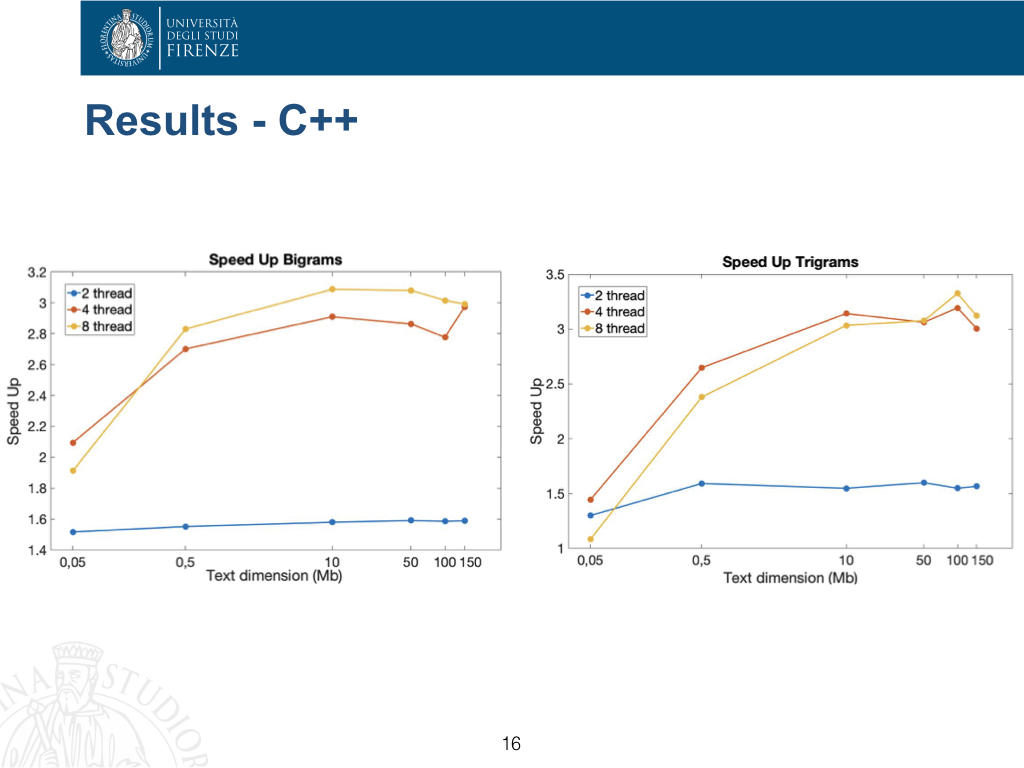 UNIVERSITÀ
DEGLI STUDI
FIRENZE
Results - C++
Speed Up Bigrams
3.2
3
2.8
2.6
2.4
2.2
2
1.8
1.6
1.4
Speed Up
2 thread
4 thread
8 thread
0,05 0,5 10 50 100 150
Text dimension (Mb)
Speed Up Trigrams
3.5
3
2.5
2
1.5
1
Speed Up
2 thread
4 thread
8 thread
0,05 0,5 10 50 100 150
Text dimension (Mb)
16